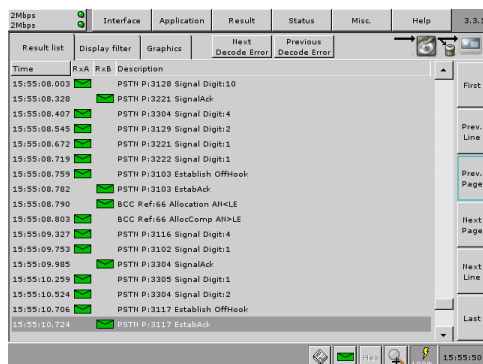 2Mbps
2Mbps
Interface Application Result Status Misc. Help 3.3.
Result list Display filter Graphics Next Decode Error Previous Decode Error
Time RxA RxB Description
15:55:08.003 PSTN P:3128 Signal Digit:10
15:55:08.328 PSTN P:3221 SignalAck
15:55:08.407 PSTN P:3304 Signal Digit:4
15:55:08.545 PSTN P:3129 Signal Digit:2
15:55:08.672 PSTN P:3221 Signal Digit:1
15:55:08.719 PSTN P:3222 Signal Digit:1
15:55:08.759 PSTN P:3103 Establish OffHook
15:55:08.782 PSTN P:3103 EstabAck
15:55:08.790 BCC Ref:66 Allocation AN<LE
15:55:08.803 BCC Ref:66 AllocComp AN>LE
15:55:09.327 PSTN P:3116 Signal Digit:4
15:55:09.753 PSTN P:3102 Signal Digit:1
15:55:09.985 PSTN P:3304 SignalAck
15:55:10.259 PSTN P:3305 Signal Digit:1
15:55:10.524 PSTN P:3304 Signal Digit:2
15:55:10.706 PSTN P:3117 Establish OffHook
15:55:10.724 PSTN P:3117 EstabAck
First
Prev. Line
Prev. Page
Next Page
Next Line
Last
Hex 100% 15:55:50